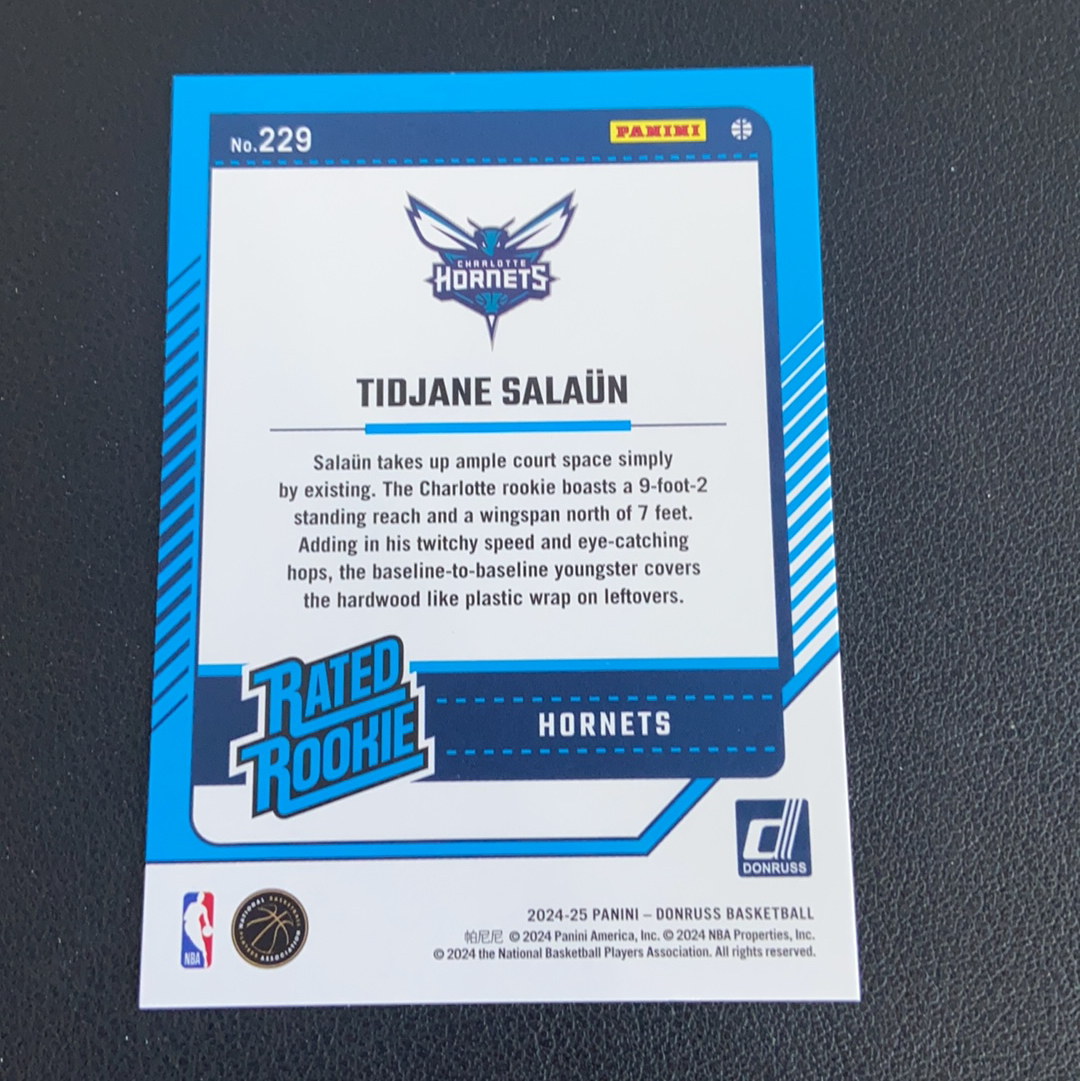 No.229
PANINI
CHARLOTTE
HORNETS
TIDJANE SALAÜN
Salaün takes up ample court space simply
by existing. The Charlotte rookie boasts a 9-foot-2
standing reach and a wingspan north of 7 feet.
Adding in his twitchy speed and eye-catching
hops, the baseline-to-baseline youngster covers
the hardwood like plastic wrap on leftovers.
RATED
ROOKIE
HORNETS
d
DONRUSS
NBA
NATIONAL BASKETBALL
PLAYERS ASSOCIATION
2024-25 PANINI – DONRUSS BASKETBALL
帕尼尼 © 2024 Panini America, Inc. © 2024 NBA Properties, Inc.
© 2024 the National Basketball Players Association. All rights reserved.